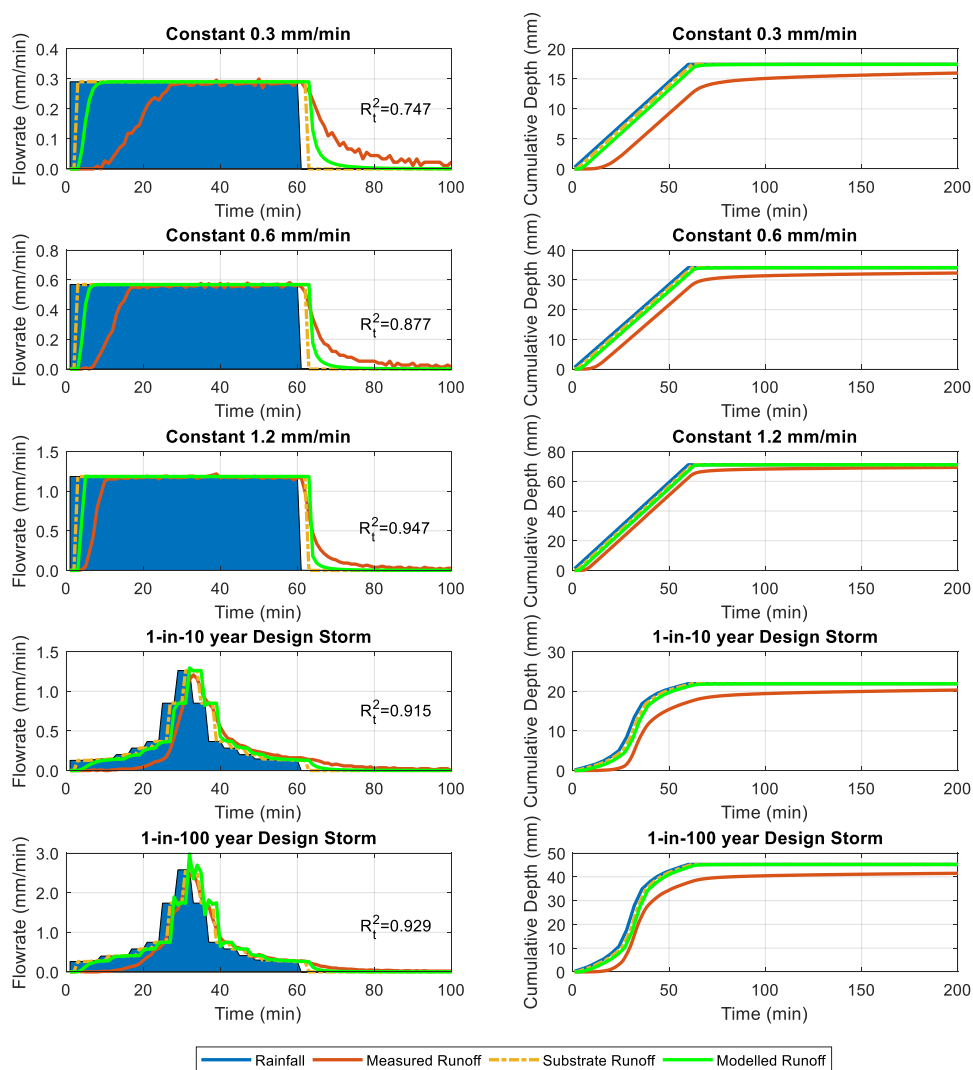 Constant 0.3 mm/min
Flowrate (mm/min)
0.4
0.3
0.2
0.1
0.0
R²t=0.747
0 20 40 60 80 100
Time (min)
Constant 0.3 mm/min
Cumulative Depth (mm)
20
15
10
5
0
0 50 100 150 200
Time (min)
Constant 0.6 mm/min
Flowrate (mm/min)
0.8
0.6
0.4
0.2
0.0
R²t=0.877
0 20 40 60 80 100
Time (min)
Constant 0.6 mm/min
Cumulative Depth (mm)
40
30
20
10
0
0 50 100 150 200
Time (min)
Constant 1.2 mm/min
Flowrate (mm/min)
1.5
1.0
0.5
0.0
R²t=0.947
0 20 40 60 80 100
Time (min)
Constant 1.2 mm/min
Cumulative Depth (mm)
80
60
40
20
0
0 50 100 150 200
Time (min)
1-in-10 year Design Storm
Flowrate (mm/min)
1.5
1.0
0.5
0.0
R²t=0.915
0 20 40 60 80 100
Time (min)
1-in-10 year Design Storm
Cumulative Depth (mm)
30
20
10
0
0 50 100 150 200
Time (min)
1-in-100 year Design Storm
Flowrate (mm/min)
3.0
2.0
1.0
0.0
R²t=0.929
0 20 40 60 80 100
Time (min)
1-in-100 year Design Storm
Cumulative Depth (mm)
50
40
30
20
10
0
0 50 100 150 200
Time (min)
Rainfall Measured Runoff Substrate Runoff Modelled Runoff